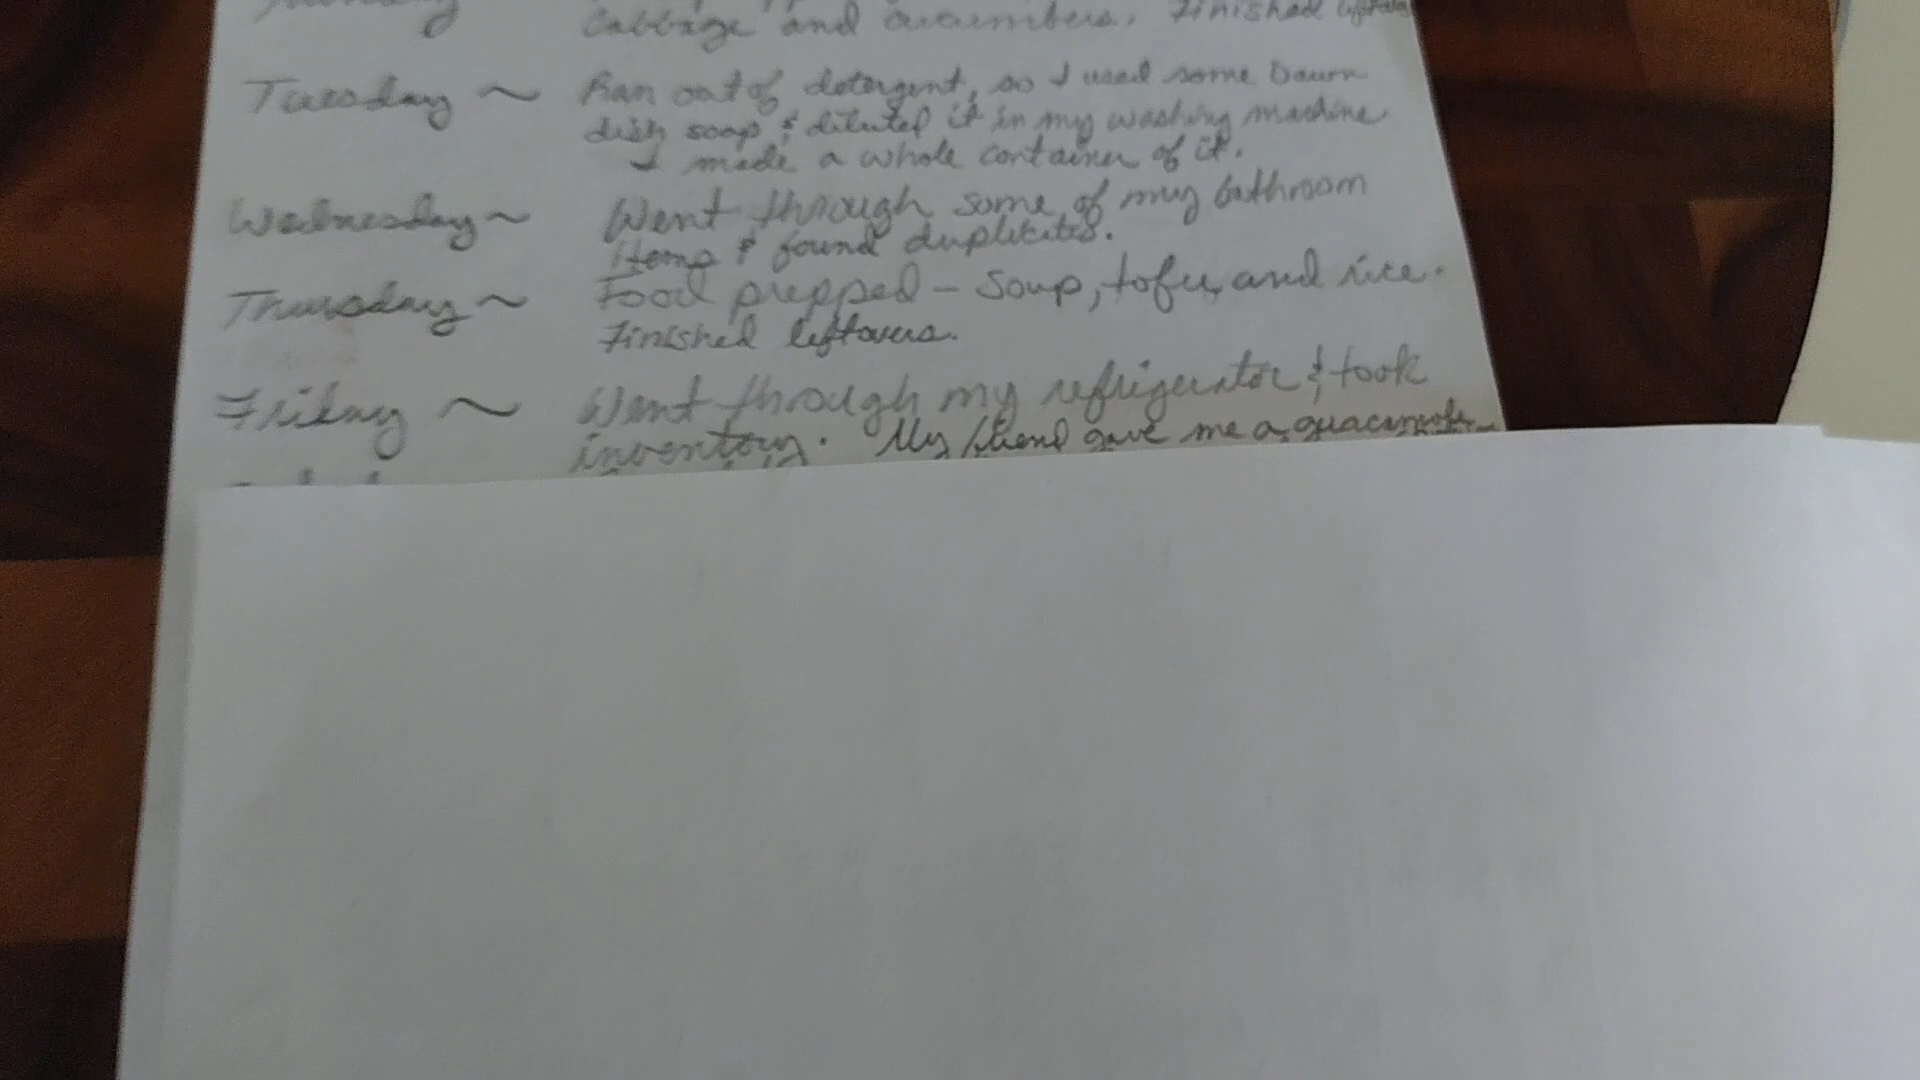 cabbage and cucumbers. Finished
Tuesday ~ Ran out of detergent, so I used some Dawn
dish soap & diluted it in my washing machine
I made a whole container of it.
Wednesday ~ Went through some of my bathroom
items & found duplicates.
Thursday ~ Food prepped - Soup, tofu, and rice.
Finished leftovers.
Friday ~ Went through my refrigerator & took
inventory. My friend gave me a guacamole